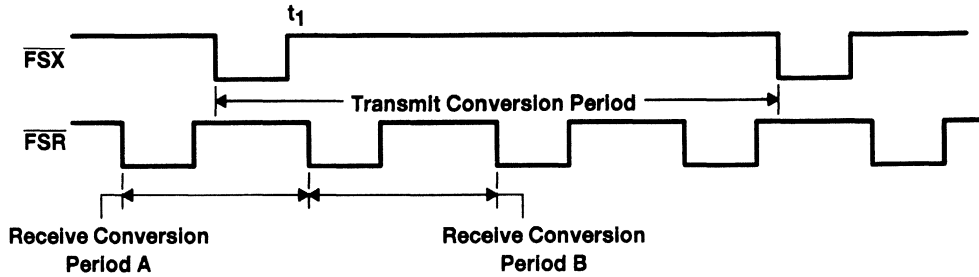 t1
FSX
Transmit Conversion Period
FSR
Receive Conversion
Period A
Receive Conversion
Period B